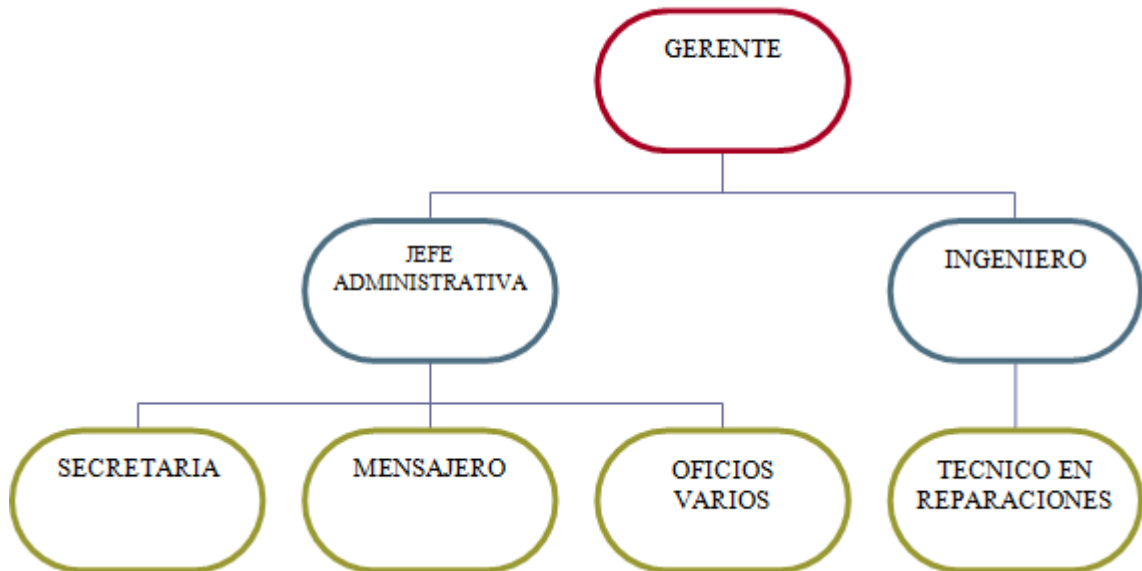 GERENTE
JEFE
ADMINISTRATIVA
INGENIERO
SECRETARIA
MENSAJERO
OFICIOS
VARIOS
TECNICO EN
REPARACIONES